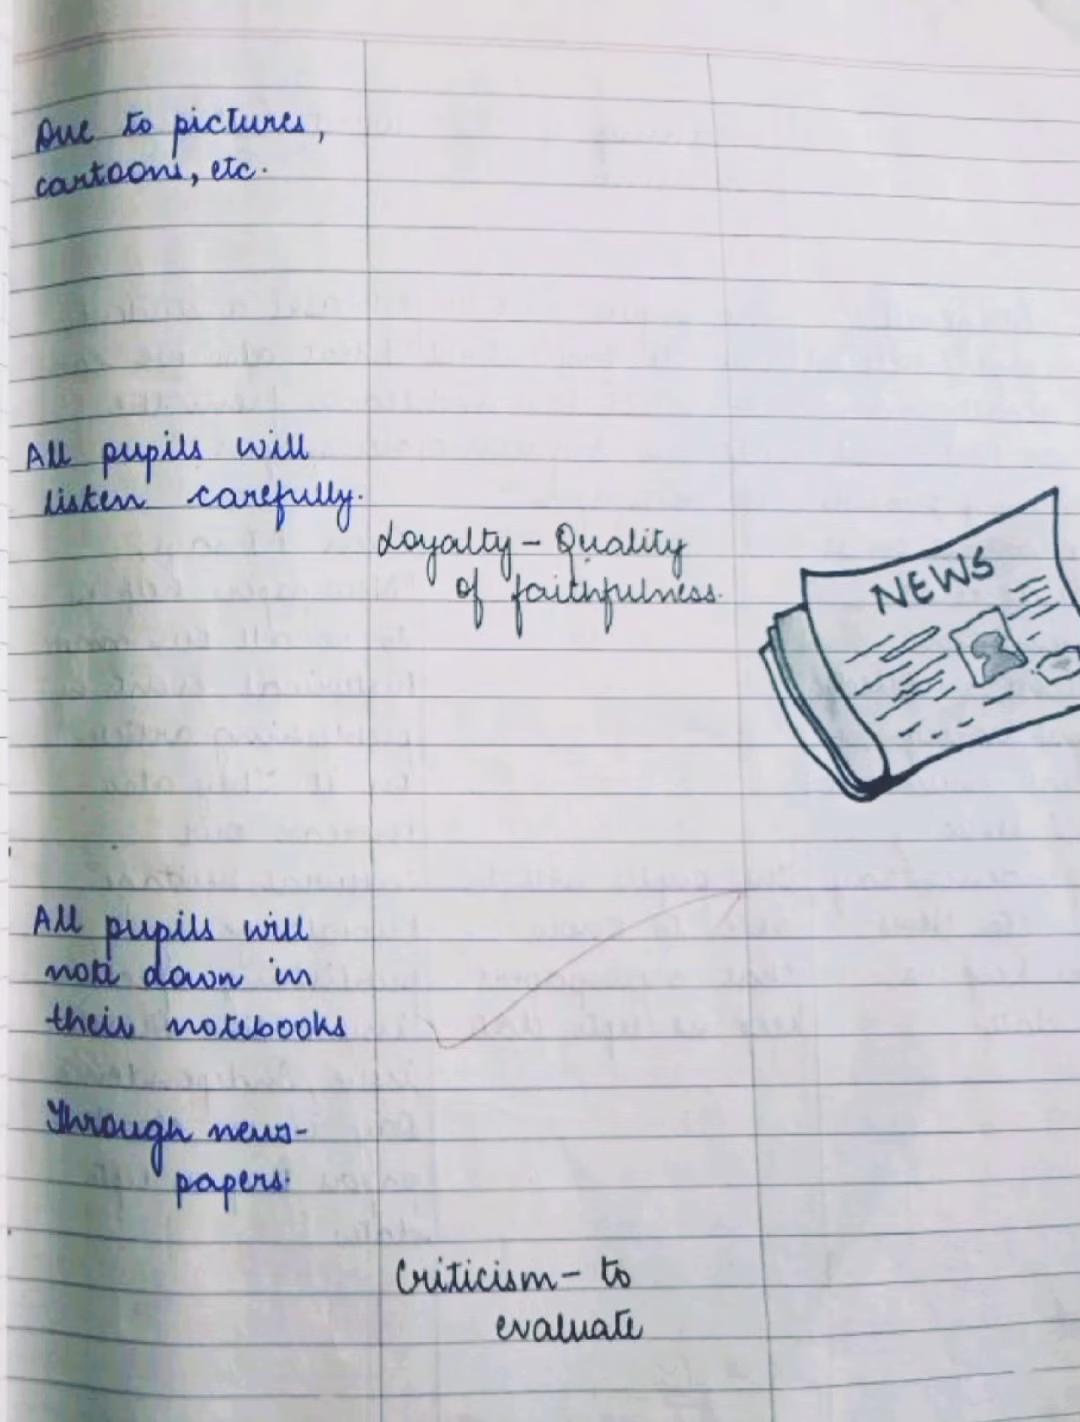 Due to pictures,
cartoons, etc.
All pupils will
listen carefully.
Loyalty - Quality
of faithfulness.
NEWS
All pupils will
note down in
their notebooks
Through news-
papers.
Criticism - to
evaluate